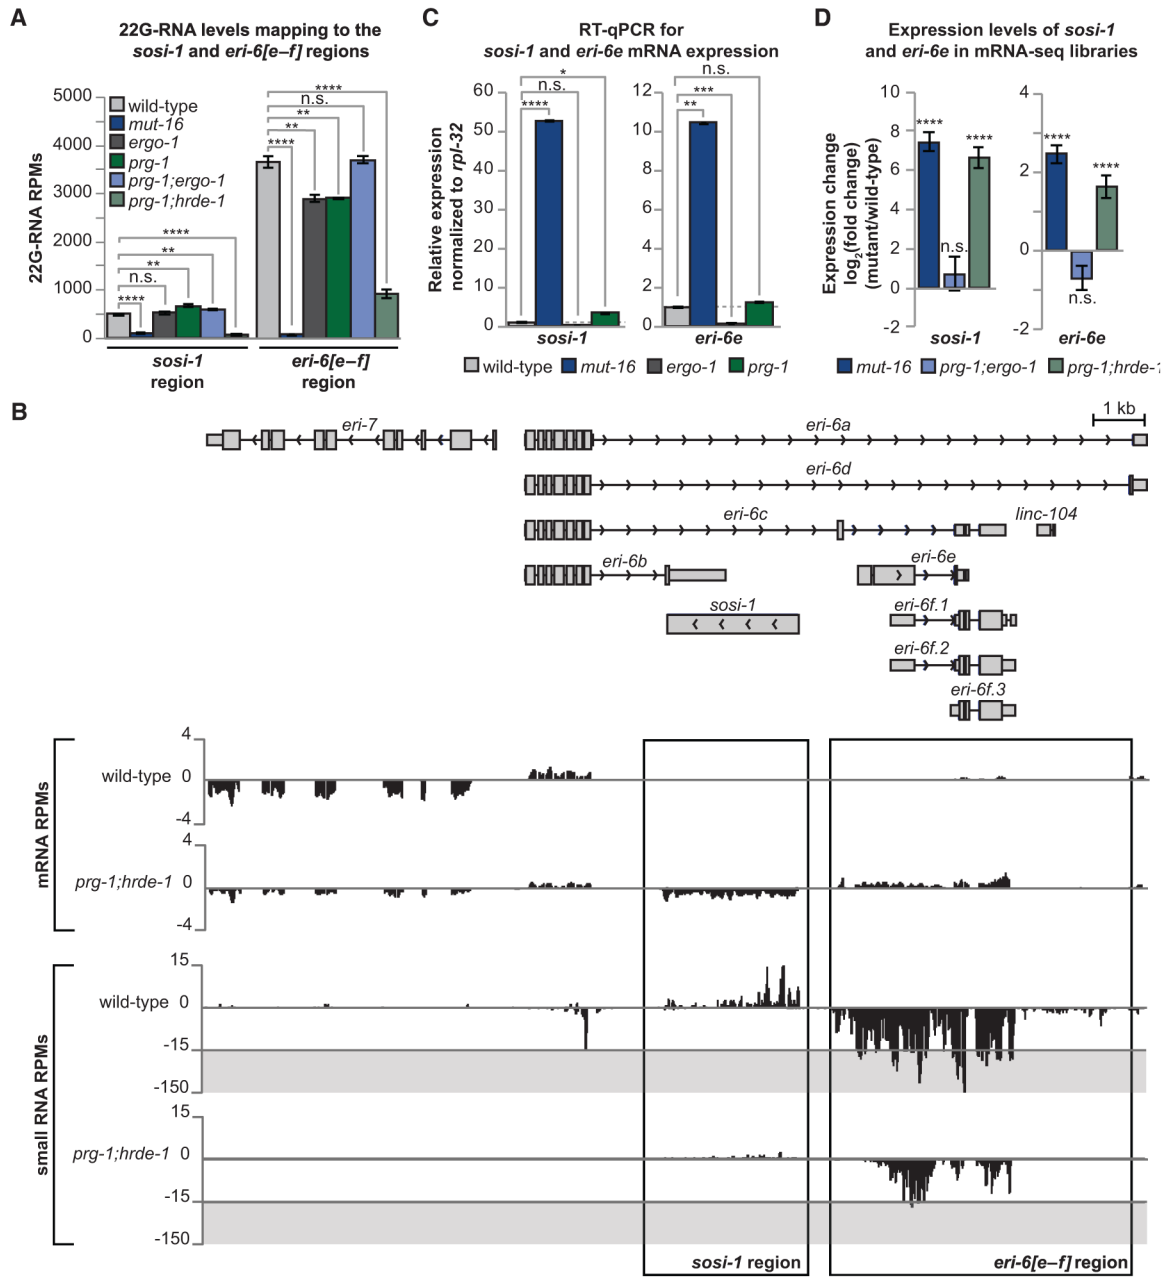 A
22G-RNA levels mapping to the
sosi-1 and eri-6[e–f] regions
22G-RNA RPMs
5000
4000
3000
2000
1000
0
wild-type
mut-16
ergo-1
prg-1
prg-1;ergo-1
prg-1;hrde-1
****
n.s.
**
**
****
****
n.s.
**
**
****
sosi-1
region
eri-6[e–f]
region
C
RT-qPCR for
sosi-1 and eri-6e mRNA expression
Relative expression
normalized to rpl-32
60
50
40
30
20
10
0
*
n.s.
****
sosi-1
12
10
8
6
4
2
0
n.s.
***
**
eri-6e
wild-type
mut-16
ergo-1
prg-1
D
Expression levels of sosi-1
and eri-6e in mRNA-seq libraries
Expression change
log2(fold change)
(mutant/wild-type)
10
8
6
4
2
0
-2
****
n.s.
****
sosi-1
4
2
0
-2
****
n.s.
****
eri-6e
mut-16
prg-1;ergo-1
prg-1;hrde-1
B
1 kb
eri-7
eri-6a
eri-6d
eri-6c
linc-104
eri-6b
eri-6e
sosi-1
eri-6f.1
eri-6f.2
eri-6f.3
mRNA RPMs
wild-type
4
0
-4
prg-1;hrde-1
4
0
-4
small RNA RPMs
wild-type
15
0
-15
-150
prg-1;hrde-1
15
0
-15
-150
sosi-1 region
eri-6[e–f] region